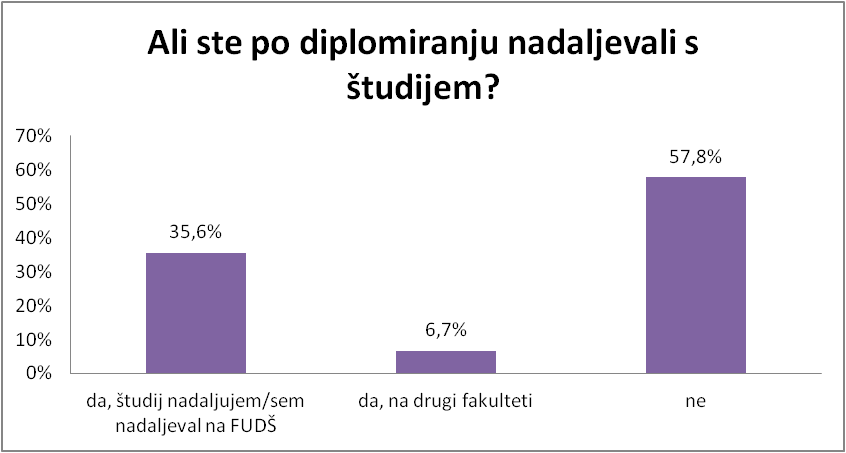 Ali ste po diplomiranju nadaljevali s
študijem?
70%
60%
50%
40%
30%
20%
10%
0%
35,6%
6,7%
57,8%
da, študij nadaljujem/sem
nadaljeval na FUDŠ
da, na drugi fakulteti
ne